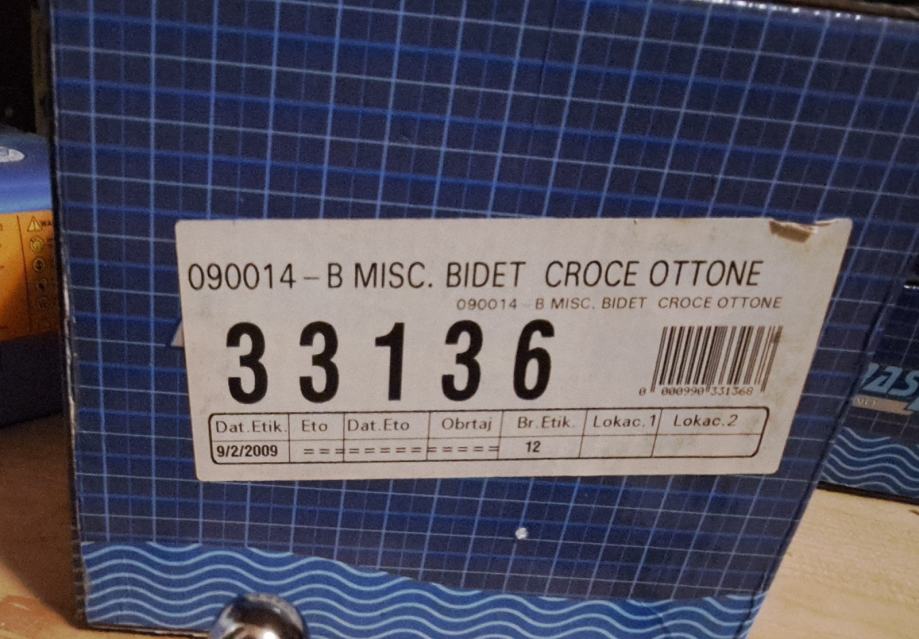 090014 – B MISC. BIDET CROCE OTTONE
090014 B MISC. BIDET CROCE OTTONE
33136
0 000990 331368
Dat.Etik. Eto Dat.Eto Obrtaj Br.Etik. Lokac.1 Lokac.2
9/2/2009 ============== 12